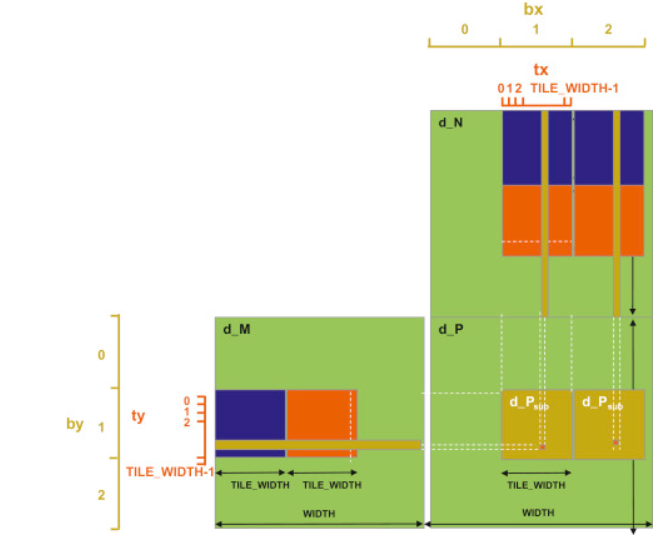 bx
0 1 2
tx
0 1 2 TILE_WIDTH-1
d_N
d_M
d_P
0
by 1
2
ty
0
1
2
TILE_WIDTH-1
d_Psub d_Psub
TILE_WIDTH TILE_WIDTH
TILE_WIDTH
WIDTH
WIDTH